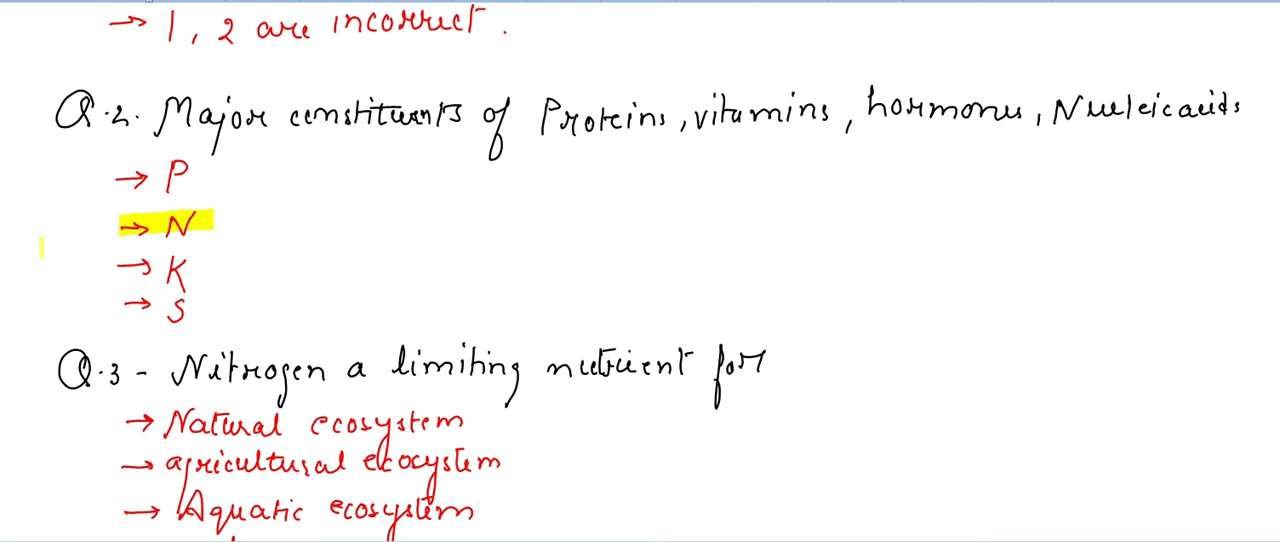 → 1, 2 are incorrect.
Q.2. Major constituents of Proteins, vitamins, hormones, Nucleic acids
→ P
→ N
→ K
→ S
Q.3 - Nitrogen a limiting nutrient for
→ Natural ecosystem
→ agricultural ecocystem
→ Aquatic ecosystem